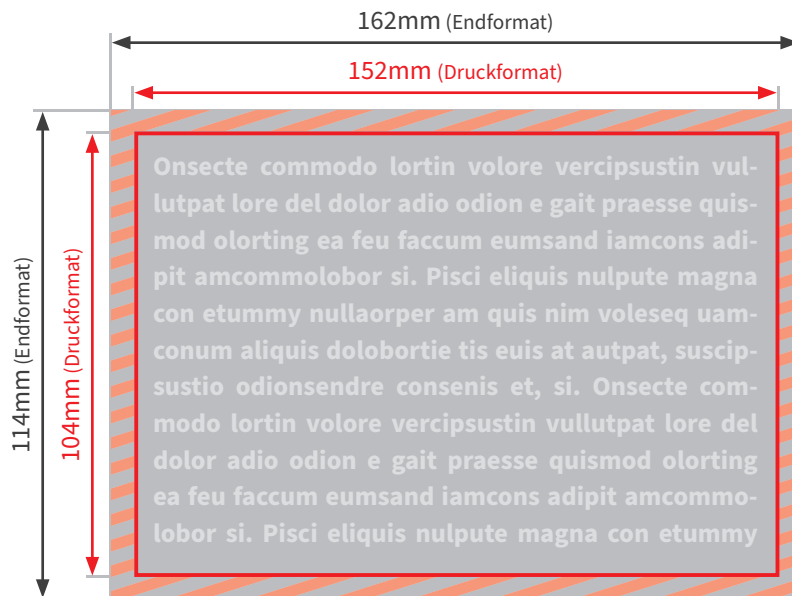 162mm (Endformat)
152mm (Druckformat)
114mm (Endformat)
104mm (Druckformat)
Onsecte commodo lortin volore vercipsustin vul-
lutpat lore del dolor adio odion e gait praesse quis-
mod olorting ea feu faccum eumsand iamcons adi-
pit amcommolobor si. Pisci eliquis nulpute magna
con etummy nullaorper am quis nim voleseq uam-
conum aliquis dolobortie tis euis at autpat, suscip-
sustio odionsendre consenis et, si. Onsecte com-
modo lortin volore vercipsustin vullutpat lore del
dolor adio odion e gait praesse quismod olorting
ea feu faccum eumsand iamcons adipit amcommo-
lobor si. Pisci eliquis nulpute magna con etummy